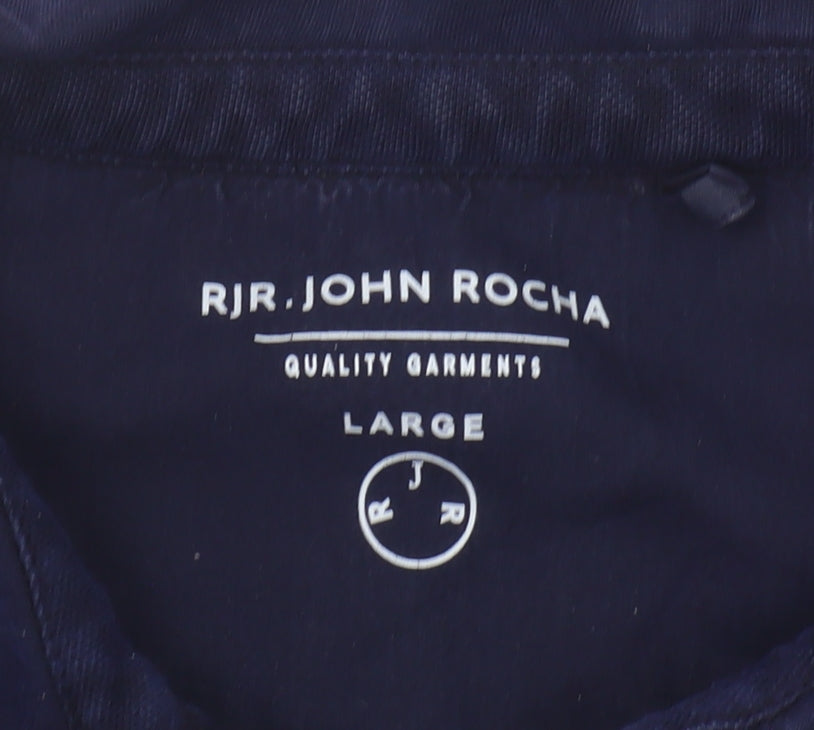 RJR.JOHN ROCHA
QUALITY GARMENTS
LARGE
J
R R